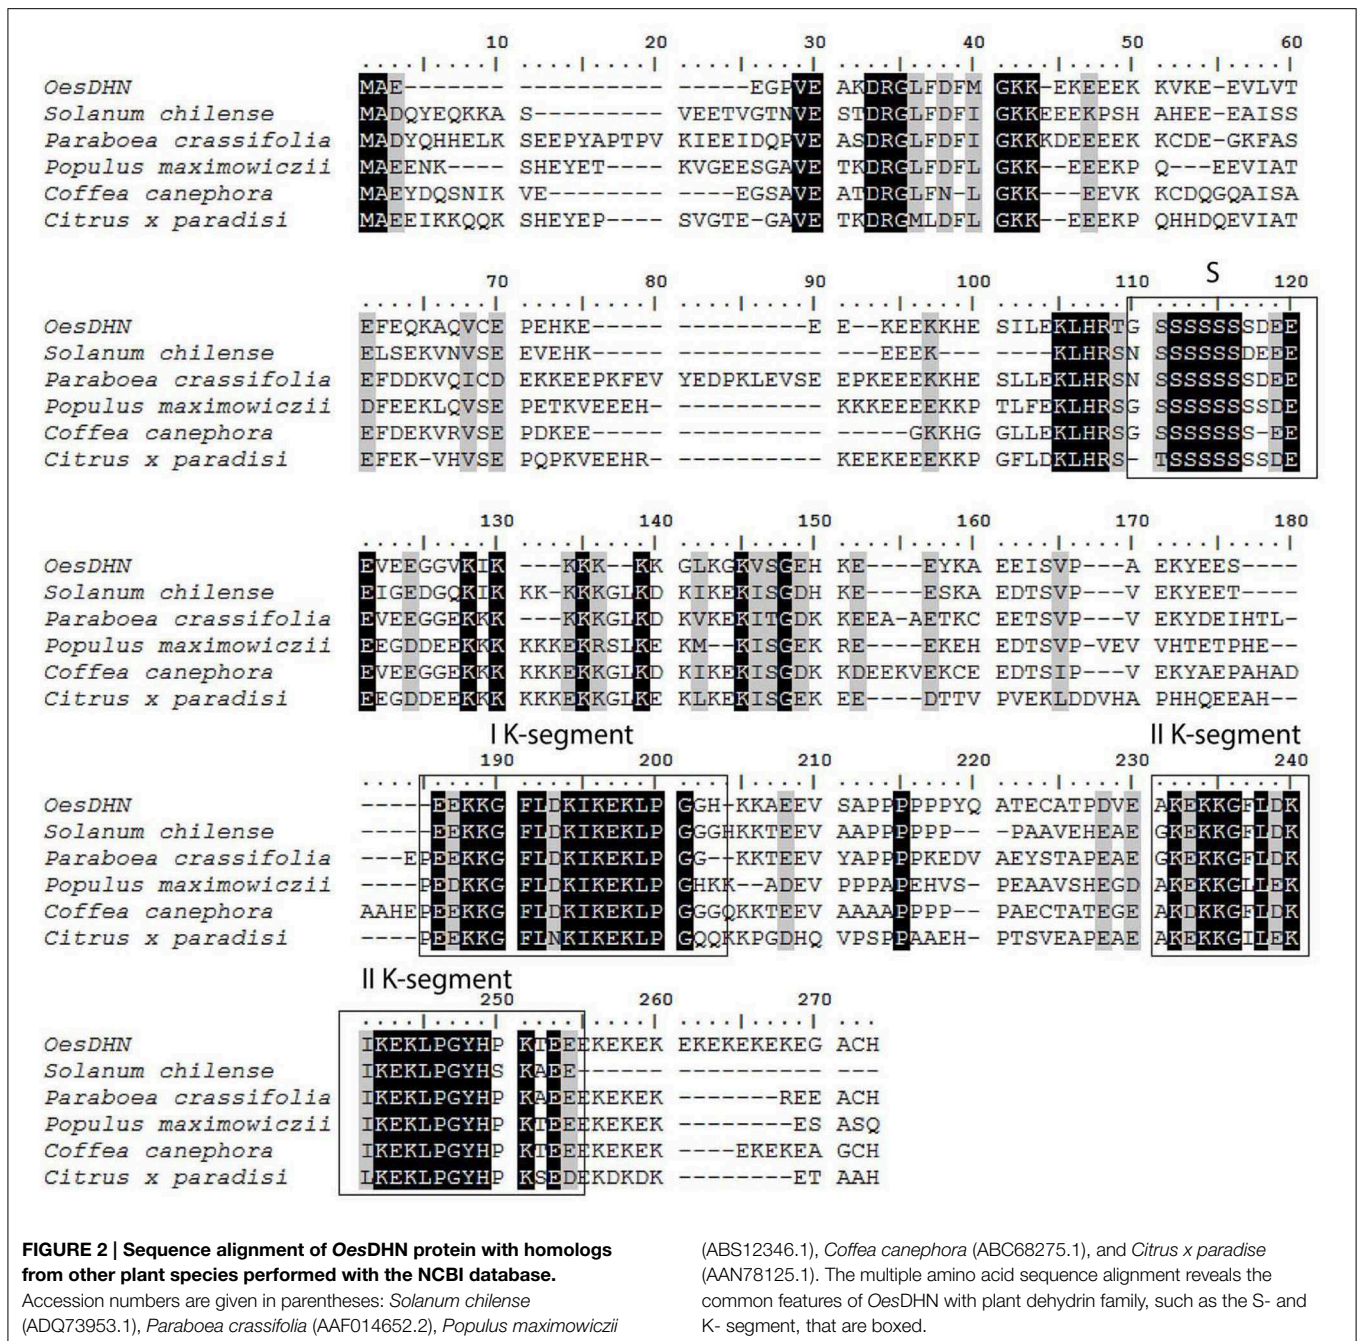 10 20 30 40 50 60
....|....| ....|....| ....|....| ....|....| ....|....| ....|....|
OesDHN MAE------- ---------- -----EGPVE AKDRGLFDFM GKK-EKEEEK KVKE-EVLVT
Solanum chilense MADQYEQKKA S--------- -VEETVGTNVE STDRGLFDFI GKKEEEKPSH AHEE-EAISS
Paraboea crassifolia MADYQHHELK SEEPYAPTPV KIEEIDQPVE ASDRGLFDFI GKKKDEEEEK KCDE-GKFAS
Populus maximowiczii MAEENK---- SHEYET---- KVGEESGAVE TKDRGLFDFL GKK--EEEKP Q---EEVIAT
Coffea canephora MAEYDQSNIK VE-------- ----EGSAVE ATDRGLFN-L GKK---EEVK KCDQGQAISA
Citrus x paradisi MAEEIKKQQK SHEYEP---- SVGTE-GAVE TKDRGMLDFL GKK--EEEKP QHHDQEVIAT
70 80 90 100 110 S 120
....|....| ....|....| ....|....| ....|....| ....|....| ....|....|
OesDHN EFEQKAQVCE PEHKE----- ---------E E--KEEKKHE SILEKLHRTG SSSSSSSDEE
Solanum chilense ELSEKVNVSE EVEHK----- ---------- ----EEEK-- -----KLHRSN SSSSSSDEEE
Paraboea crassifolia EFDDKVQICD EKKEEPKFEV YEDPKLEVSE EPKEEEKKHE SLLEKLHRSN SSSSSSSDEE
Populus maximowiczii DFEEKLQVSE PETKVEEEH- ---------- -KKKEEEEKKP TLFEKLHRSG SSSSSSSSDE
Coffea canephora EFDEKVRVSE PDKEE----- ---------- -----GKKHG GLLEKLHRSG SSSSSSS-EE
Citrus x paradisi EFEK-VHVSE PQPKVEEHR- ---------- -KEEKEEEKKP GFLDKLHRS- TSSSSSSSDE
130 140 150 160 170 180
....|....| ....|....| ....|....| ....|....| ....|....| ....|....|
OesDHN EVEEGGVKIK ---KKK--KK GLKGKVSGEH KE----EYKA EEISVP---A EKYEES----
Solanum chilense EIGEDGQKIK KK-KKKGLKD KIKEKISGDH KE----ESKA EDTSVP---V EKYEET----
Paraboea crassifolia EVEEGGEKKK ---KKKGLKD KVKEKITGDK KEEA-AETKC EETSVP---V EKYDEIHTL-
Populus maximowiczii EEGDDEEKKK KKKEKRSLKE KM--KISGEK RE----EKEH EDTSVP-VEV VHTETPHE--
Coffea canephora EVEEGGEKKK KKKEKKGLKD KIKEKISGDK KDEEKVEKCE EDTSIP---V EKYAEPAHAD
Citrus x paradisi EEGDDEEKKK KKKEKKGLKE KLKEKISGEK EE----DTTV PVEKLDDVHA PHHQEEAH--
I K-segment II K-segment
190 200 210 220 230 240
....|....| ....|....| ....|....| ....|....| ....|....| ....|....|
OesDHN -----EEKKG FLDKIKEKLP GGH-KKAEEV SAPPPPPPYQ ATECATPDVE AKEKKGFLDK
Solanum chilense -----EEKKG FLDKIKEKLP GGGHKKTEEV AAPPPPPP-- PAAVEHEAE GKEKKGFLDK
Paraboea crassifolia ---EPEEKKG FLDKIKEKLP GG--KKTEEV YAPPPPKEDV AEYSTAPEAE GKEKKGFLDK
Populus maximowiczii ----PEDKKG FLDKIKEKLP GHKK--ADEV PPPAPEHVS- PEAAVSHEGD AKEKKGLLEK
Coffea canephora AAHEPEEKKG FLDKIKEKLP GGGQKKTEEV AAAAPPPP-- PAECTATEGE AKDKKGFLDK
Citrus x paradisi ----PEEKKG FLNKIKEKLP GQQKKPGDHQ VPSPPAAEH- PTSVEAPEAE AKEKKGILEK
II K-segment
250 260 270
....|....| ....|....| ....|....| ...
OesDHN IKEKLPGYHP KTEEEKEKEK EKEKEKEKEG ACH
Solanum chilense IKEKLPGYHS KAEE------ ---------- ---
Paraboea crassifolia IKEKLPGYHP KAEEEKEKEK -------REE ACH
Populus maximowiczii IKEKLPGYHP KTEEEKEKEK --------ES ASQ
Coffea canephora IKEKLPGYHP KTEEEKEKEK ----EKEKEA GCH
Citrus x paradisi LKEKLPGYHP KSEDEKDKDK --------ET AAH
FIGURE 2 | Sequence alignment of OesDHN protein with homologs
from other plant species performed with the NCBI database.
Accession numbers are given in parentheses: Solanum chilense
(ADQ73953.1), Paraboea crassifolia (AAF014652.2), Populus maximowiczii
(ABS12346.1), Coffea canephora (ABC68275.1), and Citrus x paradise
(AAN78125.1). The multiple amino acid sequence alignment reveals the
common features of OesDHN with plant dehydrin family, such as the S- and
K- segment, that are boxed.